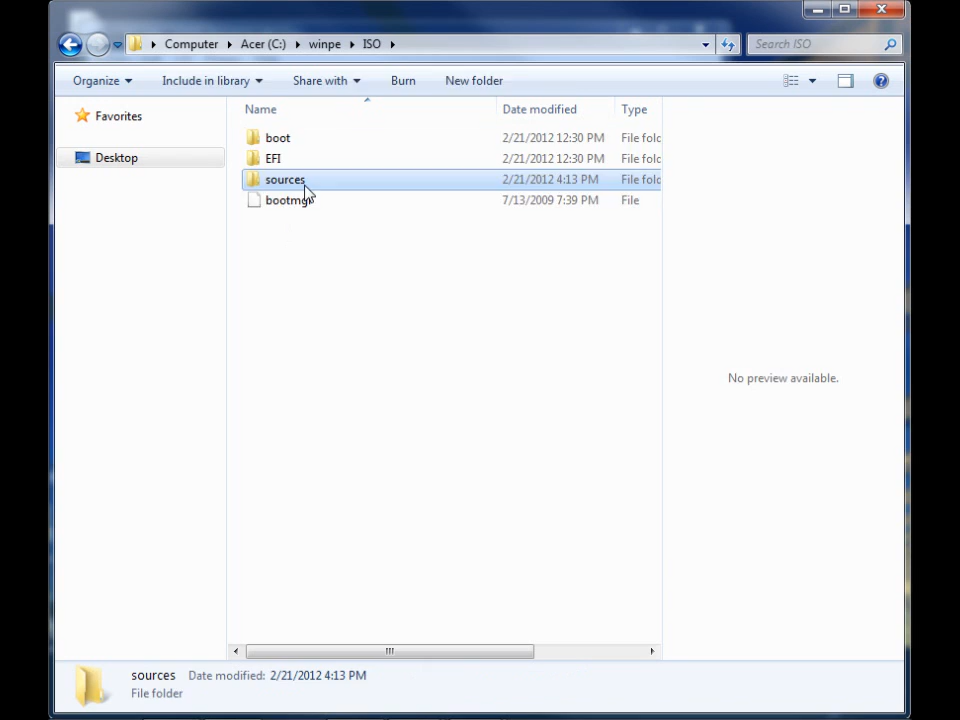 Computer Acer (C:) winpe ISO
Search ISO
Organize Include in library Share with Burn New folder
Favorites
Desktop
Name Date modified Type
boot 2/21/2012 12:30 PM File fold
EFI 2/21/2012 12:30 PM File fold
sources 2/21/2012 4:13 PM File fold
bootmgr 7/13/2009 7:39 PM File
No preview available.
sources Date modified: 2/21/2012 4:13 PM
File folder